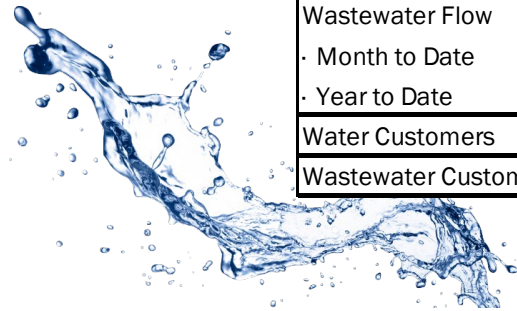 Wastewater Flow
· Month to Date
· Year to Date
Water Customers
Wastewater